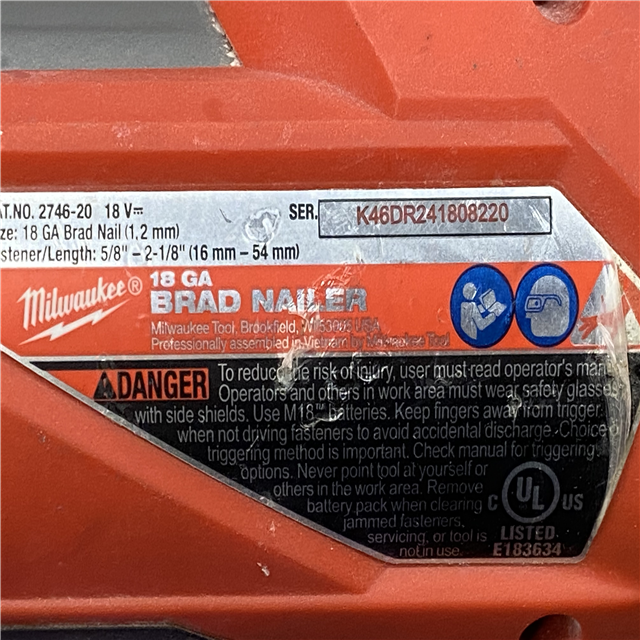 AT.NO. 2746-20 18 V⎓ SER. K46DR241808220
ze: 18 GA Brad Nail (1.2 mm)
stener/Length: 5/8" – 2-1/8" (16 mm – 54 mm)
Milwaukee® 18 GA
BRAD NAILER
Milwaukee Tool, Brookfield, WI 53005 USA
Professionally assembled in Vietnam by Milwaukee Tool
DANGER To reduce the risk of injury, user must read operator's man
Operators and others in work area must wear safety glasses
with side shields. Use M18™ batteries. Keep fingers away from trigger
when not driving fasteners to avoid accidental discharge. Choice
triggering method is important. Check manual for triggering
options. Never point tool at yourself or
others in the work area. Remove
battery pack when clearing
jammed fasteners,
servicing, or tool is
not in use.
C UL US
LISTED
E183634